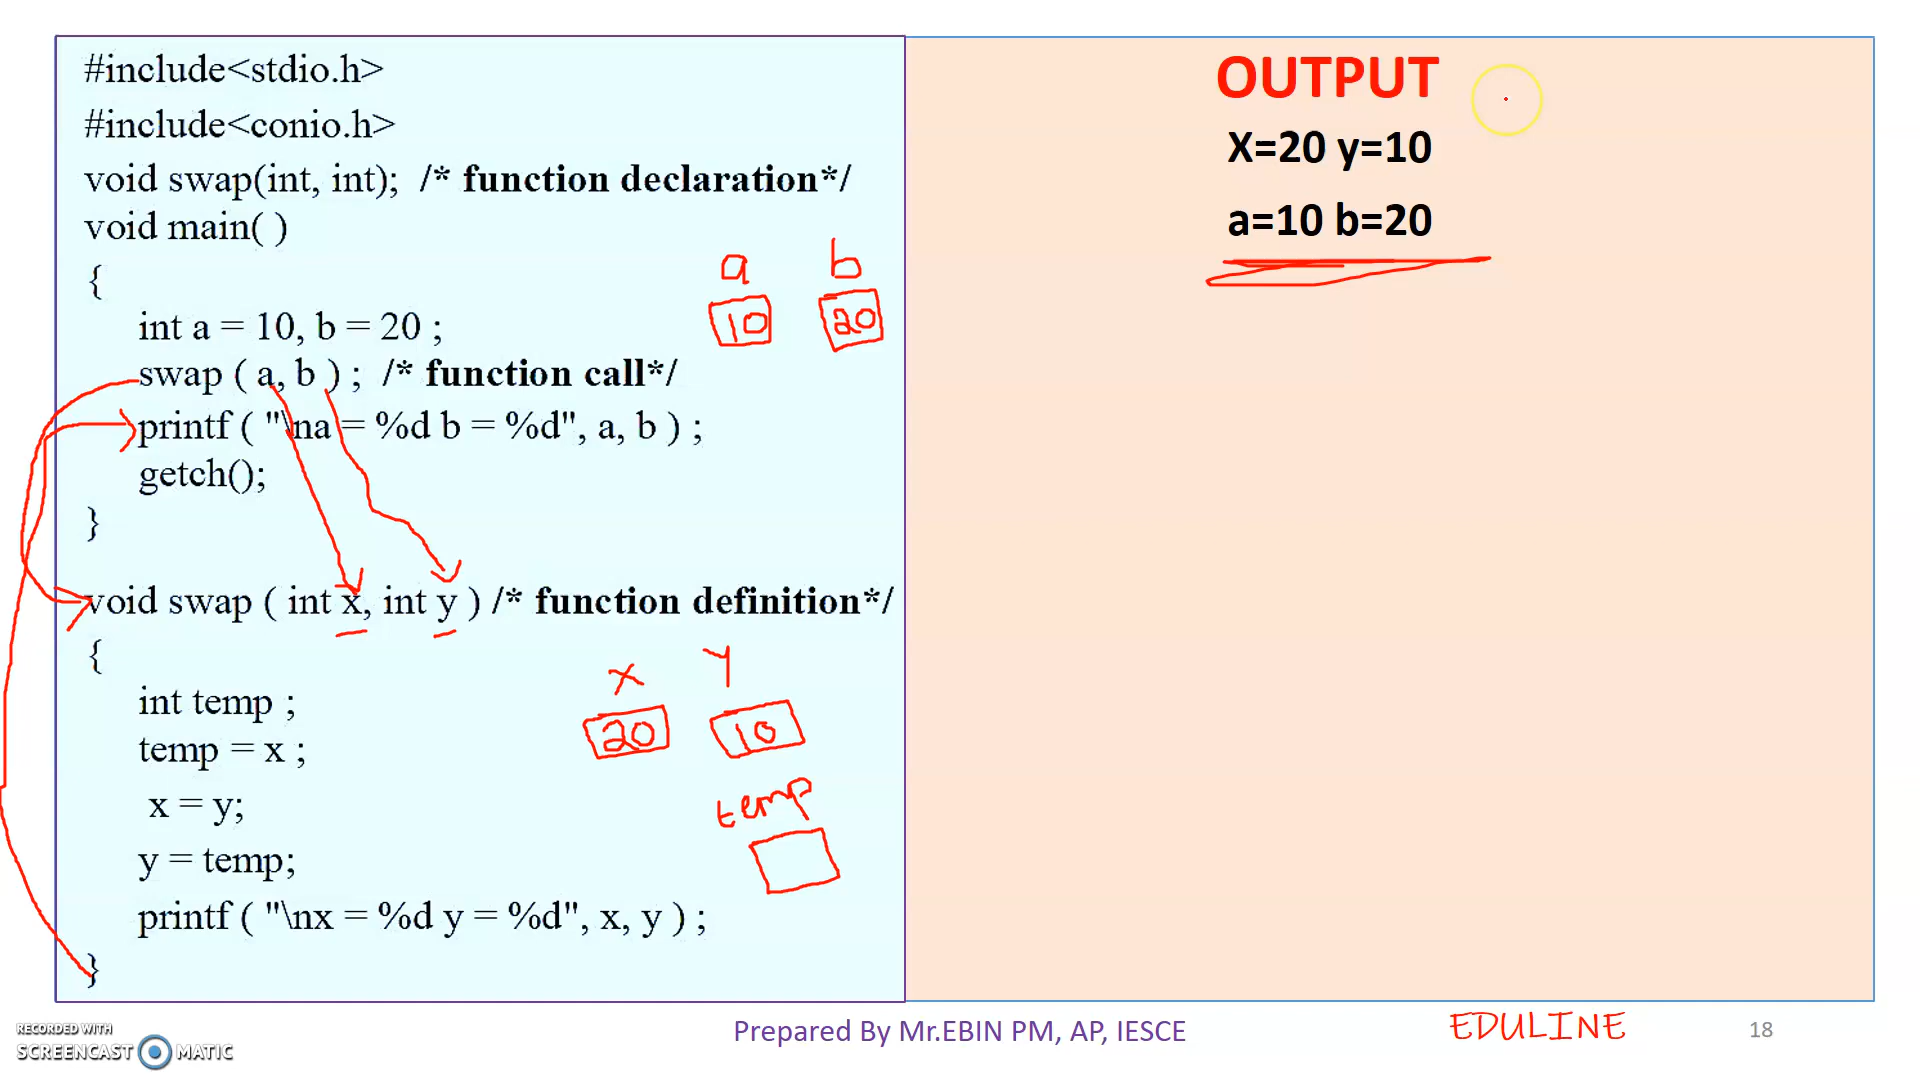 #include<stdio.h>
#include<conio.h>
void swap(int, int); /* function declaration*/
void main( )
{
int a = 10, b = 20 ;
swap ( a, b ) ; /* function call*/
printf ( "\na = %d b = %d", a, b ) ;
getch();
}
void swap ( int x, int y ) /* function definition*/
{
int temp ;
temp = x ;
x = y;
y = temp;
printf ( "\nx = %d y = %d", x, y ) ;
}
a b
10 20
x y
20 10
temp
OUTPUT
X=20 y=10
a=10 b=20
Prepared By Mr.EBIN PM, AP, IESCE
EDULINE
18
RECORDED WITH
SCREENCAST MATIC